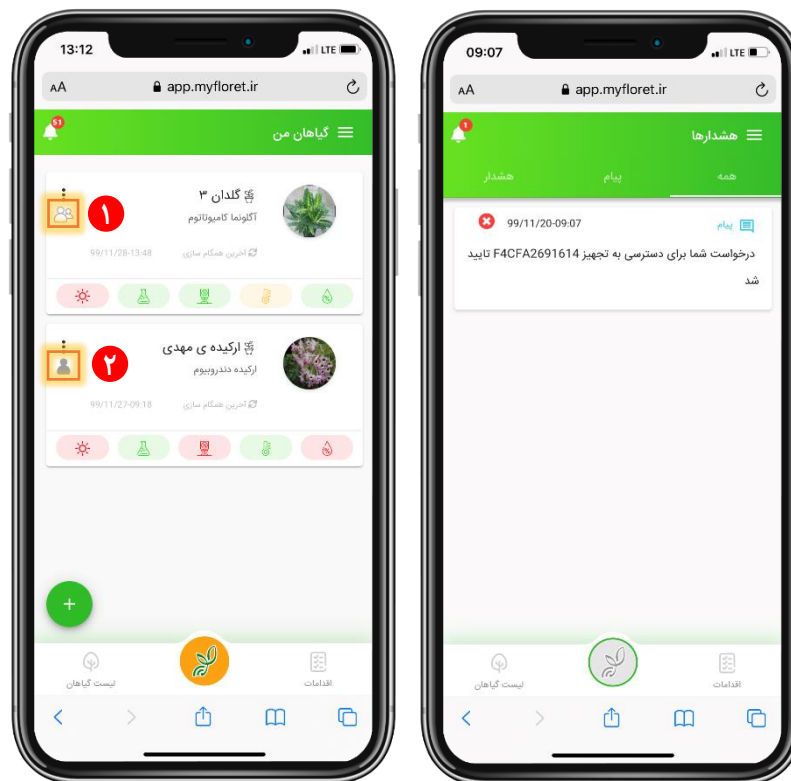 13:12
LTE
AA
app.myfloret.ir
51
گیاهان من
گلدان ۳
آگلونما کامیوتاتوم
آخرین همگام سازی
99/11/28-13:48
۱
ارکیده ی مهدی
ارکیده دندروبیوم
آخرین همگام سازی
99/11/27-09:18
۲
+
لیست گیاهان
اقدامات
09:07
LTE
AA
app.myfloret.ir
1
هشدارها
همه
پیام
هشدار
پیام
99/11/20-09:07
درخواست شما برای دسترسی به تجهیز F4CFA2691614 تایید
شد
لیست گیاهان
اقدامات